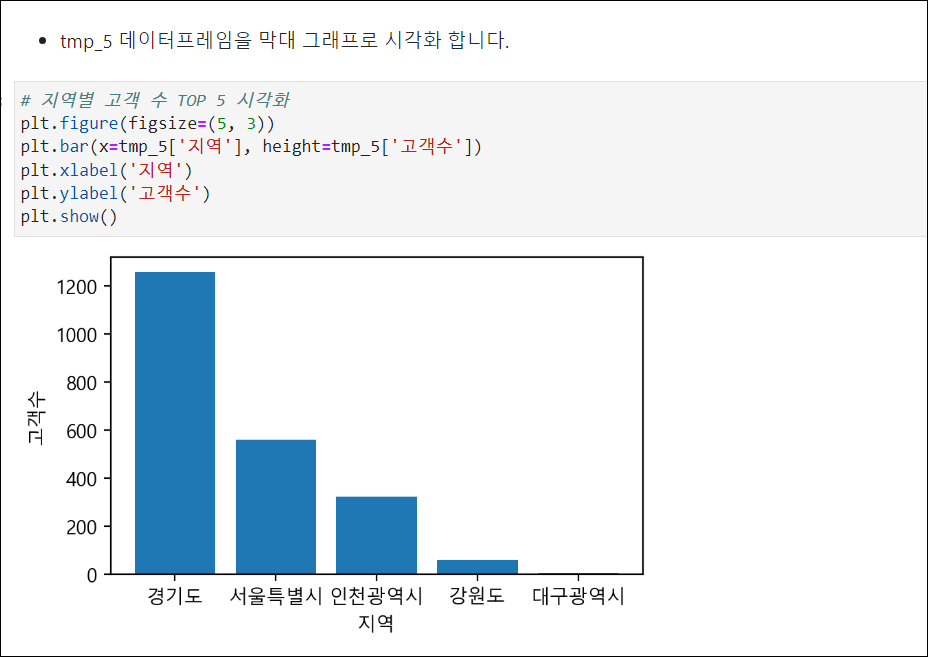 • tmp_5 데이터프레임을 막대 그래프로 시각화 합니다.
# 지역별 고객 수 TOP 5 시각화
plt.figure(figsize=(5, 3))
plt.bar(x=tmp_5['지역'], height=tmp_5['고객수'])
plt.xlabel('지역')
plt.ylabel('고객수')
plt.show()
1200
1000
800
600
400
200
0
고객수
경기도 서울특별시 인천광역시 강원도 대구광역시
지역